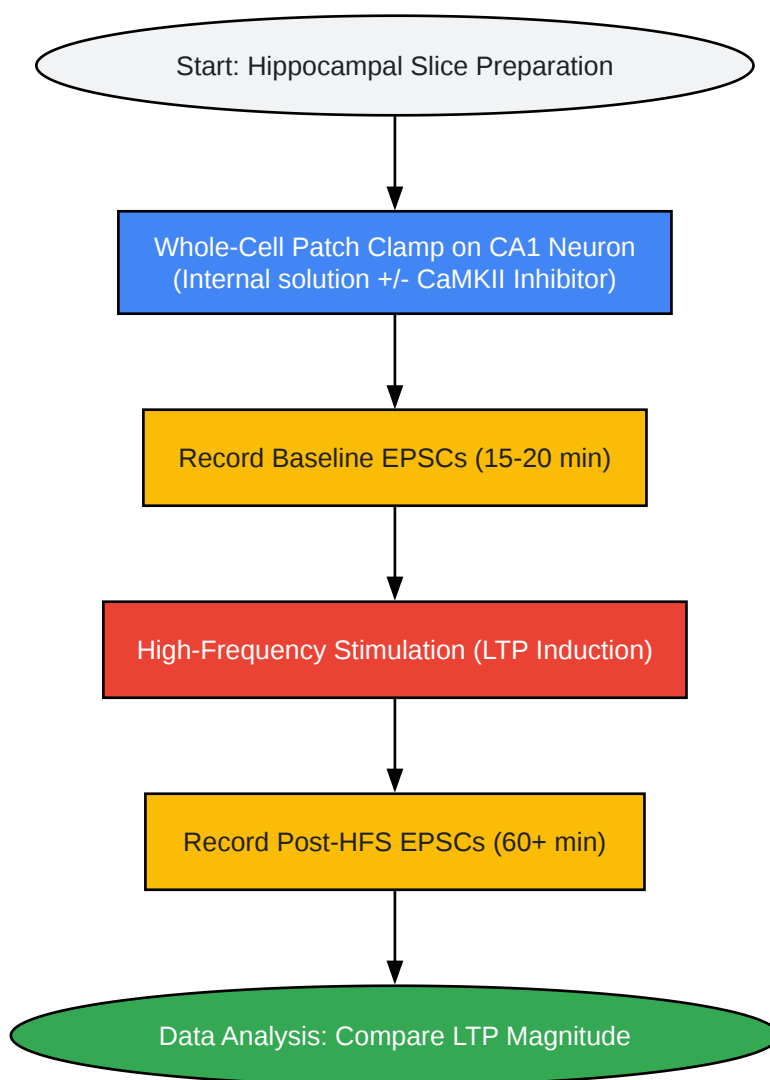 Start: Hippocampal Slice Preparation
Whole-Cell Patch Clamp on CA1 Neuron
(Internal solution +/- CaMKII Inhibitor)
Record Baseline EPSCs (15-20 min)
High-Frequency Stimulation (LTP Induction)
Record Post-HFS EPSCs (60+ min)
Data Analysis: Compare LTP Magnitude